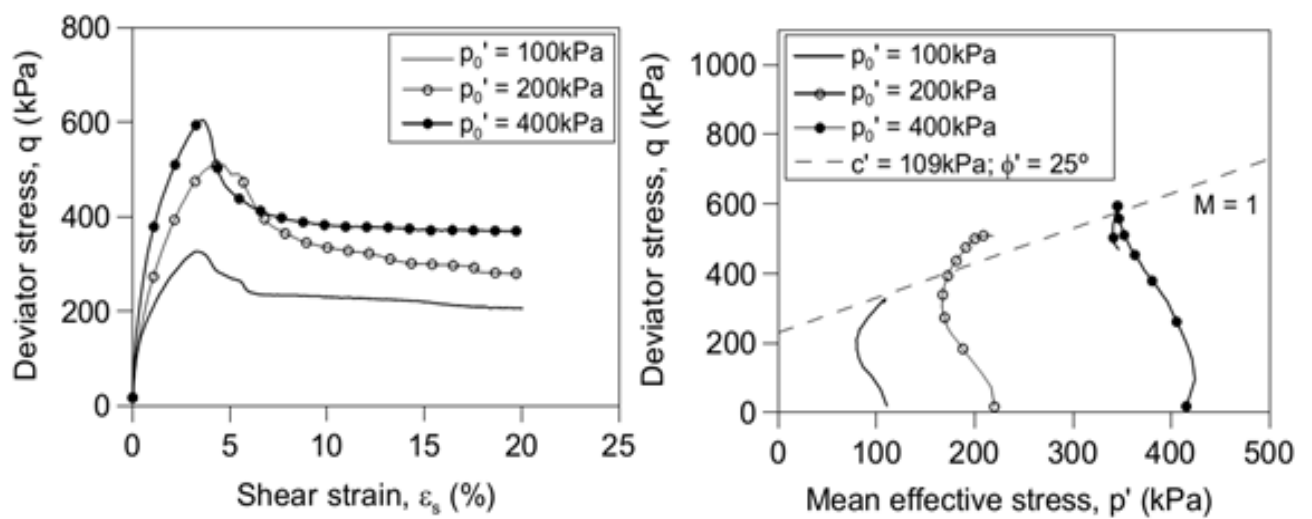 800
600
400
200
0
Deviator stress, q (kPa)
p₀' = 100kPa
p₀' = 200kPa
p₀' = 400kPa
0 5 10 15 20 25
Shear strain, εₛ (%)
1000
800
600
400
200
0
Deviator stress, q (kPa)
p₀' = 100kPa
p₀' = 200kPa
p₀' = 400kPa
c' = 109kPa; ϕ' = 25º
M = 1
0 100 200 300 400 500
Mean effective stress, p' (kPa)